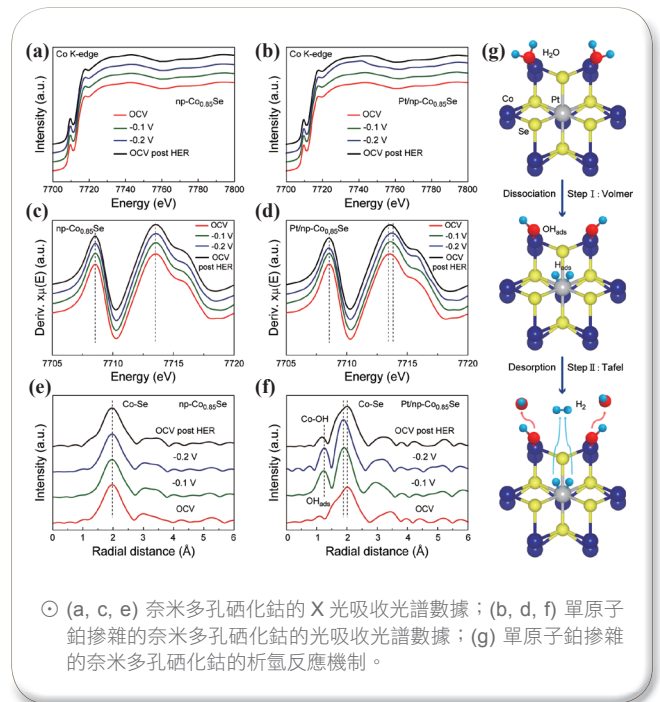 (a)
Co K-edge
np-Co0.85Se
OCV
-0.1 V
-0.2 V
OCV post HER
Intensity (a.u.)
7700 7720 7740 7760 7780 7800
Energy (eV)
(b)
Co K-edge
Pt/np-Co0.85Se
OCV
-0.1 V
-0.2 V
OCV post HER
Intensity (a.u.)
7700 7720 7740 7760 7780 7800
Energy (eV)
(c)
np-Co0.85Se
OCV
-0.1 V
-0.2 V
OCV
post HER
Deriv. xμ(E) (a.u.)
7705 7710 7715 7720
Energy (eV)
(d)
Pt/np-Co0.85Se
OCV
-0.1 V
-0.2 V
OCV
post HER
Deriv. xμ(E) (a.u.)
7705 7710 7715 7720
Energy (eV)
(e)
Co-Se
np-Co0.85Se
OCV post HER
-0.2 V
-0.1 V
OCV
Intensity (a.u.)
0 1 2 3 4 5 6
Radial distance (Å)
(f)
Co-Se
Pt/np-Co0.85Se
Co-OH
OCV post HER
-0.2 V
-0.1 V
OHads
OCV
Intensity (a.u.)
0 1 2 3 4 5 6
Radial distance (Å)
(g)
H2O
Co
Pt
Se
Dissociation
Step I : Volmer
OHads
Hads
Desorption
Step II : Tafel
H2
⊙ (a, c, e) 奈米多孔硒化鈷的 X 光吸收光譜數據；(b, d, f) 單原子
鉑摻雜的奈米多孔硒化鈷的光吸收光譜數據；(g) 單原子鉑摻雜
的奈米多孔硒化鈷的析氫反應機制。